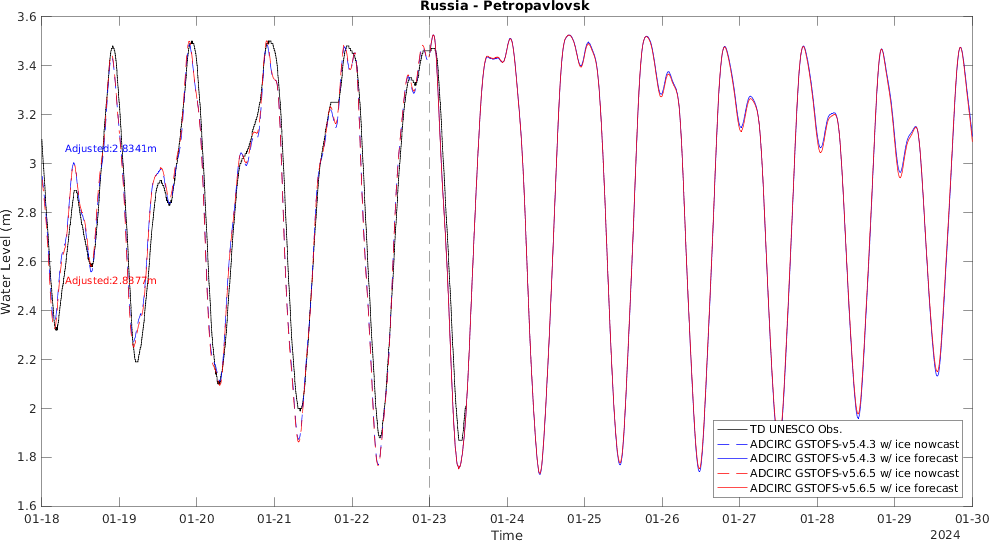 Russia - Petropavlovsk
3.6
3.4
3.2
3
2.8
2.6
2.4
2.2
2
1.8
1.6
Water Level (m)
Adjusted:2.8341m
Adjusted:2.8377m
TD UNESCO Obs.
ADCIRC GSTOFS-v5.4.3 w/ ice nowcast
ADCIRC GSTOFS-v5.4.3 w/ ice forecast
ADCIRC GSTOFS-v5.6.5 w/ ice nowcast
ADCIRC GSTOFS-v5.6.5 w/ ice forecast
01-18 01-19 01-20 01-21 01-22 01-23 01-24 01-25 01-26 01-27 01-28 01-29 01-30
Time
2024